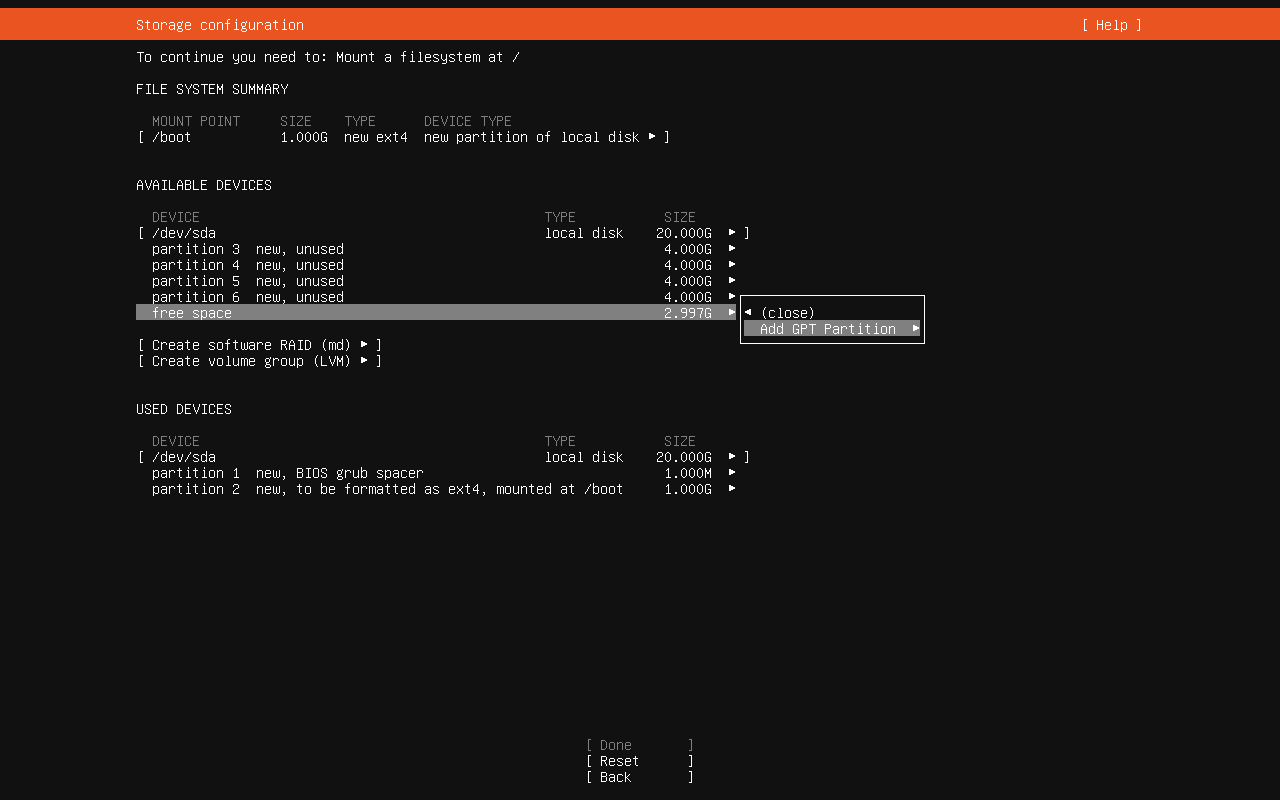 Storage configuration [ Help ]
To continue you need to: Mount a filesystem at /
FILE SYSTEM SUMMARY
MOUNT POINT SIZE TYPE DEVICE TYPE
[ /boot 1.000G new ext4 new partition of local disk ▸ ]
AVAILABLE DEVICES
DEVICE TYPE SIZE
[ /dev/sda local disk 20.000G ▸ ]
partition 3 new, unused 4.000G ▸
partition 4 new, unused 4.000G ▸
partition 5 new, unused 4.000G ▸
partition 6 new, unused 4.000G ▸
free space 2.997G ▸ ◂ (close)
Add GPT Partition ▸
[ Create software RAID (md) ▸ ]
[ Create volume group (LVM) ▸ ]
USED DEVICES
DEVICE TYPE SIZE
[ /dev/sda local disk 20.000G ▸ ]
partition 1 new, BIOS grub spacer 1.000M ▸
partition 2 new, to be formatted as ext4, mounted at /boot 1.000G ▸
[ Done ]
[ Reset ]
[ Back ]